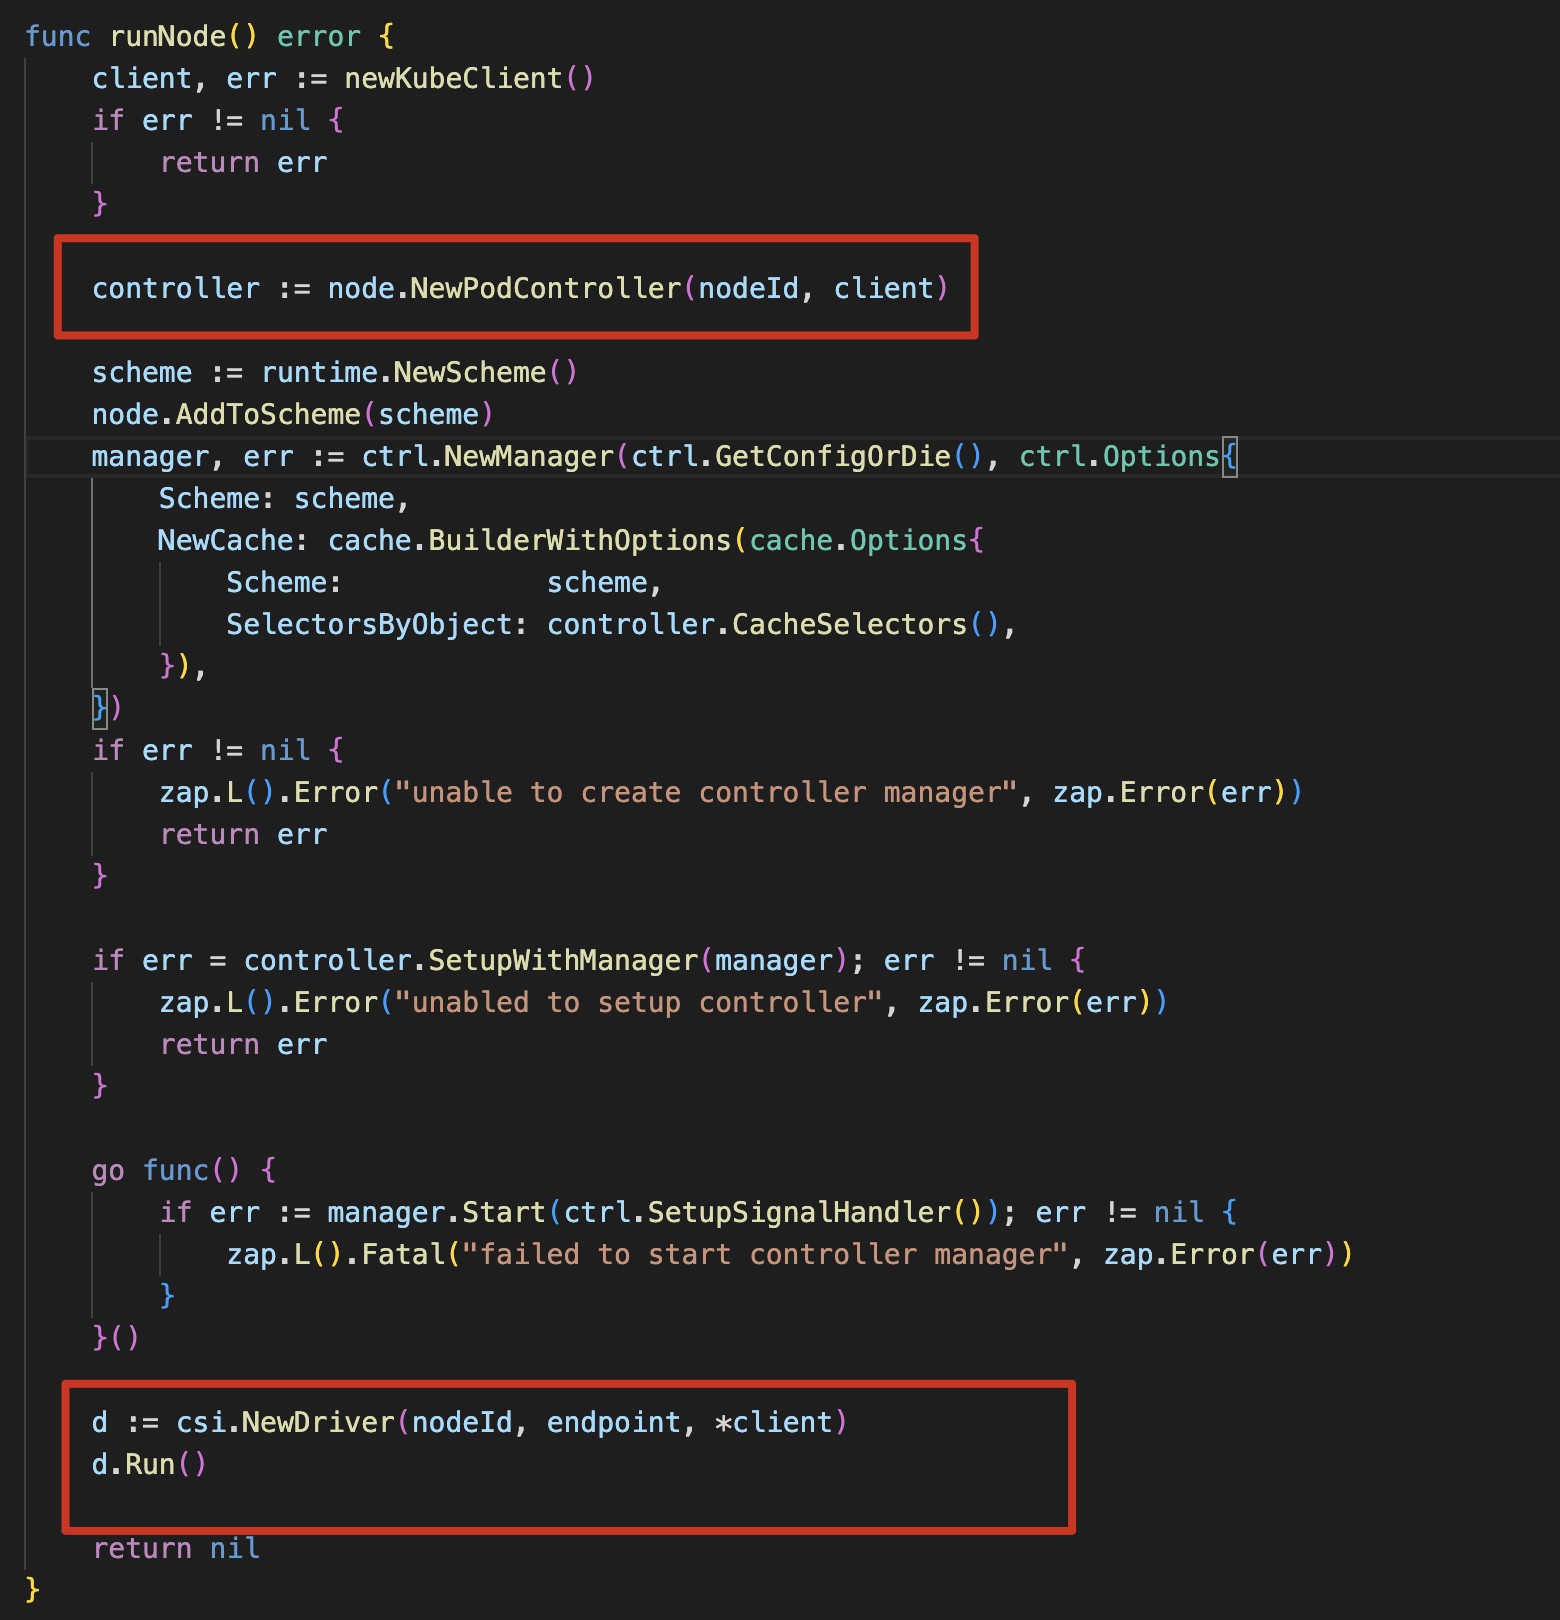 func runNode() error {
    client, err := newKubeClient()
    if err != nil {
        return err
    }

    controller := node.NewPodController(nodeId, client)

    scheme := runtime.NewScheme()
    node.AddToScheme(scheme)
    manager, err := ctrl.NewManager(ctrl.GetConfigOrDie(), ctrl.Options{
        Scheme: scheme,
        NewCache: cache.BuilderWithOptions(cache.Options{
            Scheme:            scheme,
            SelectorsByObject: controller.CacheSelectors(),
        }),
    })
    if err != nil {
        zap.L().Error("unable to create controller manager", zap.Error(err))
        return err
    }

    if err = controller.SetupWithManager(manager); err != nil {
        zap.L().Error("unabled to setup controller", zap.Error(err))
        return err
    }

    go func() {
        if err := manager.Start(ctrl.SetupSignalHandler()); err != nil {
            zap.L().Fatal("failed to start controller manager", zap.Error(err))
        }
    }()

    d := csi.NewDriver(nodeId, endpoint, *client)
    d.Run()

    return nil
}